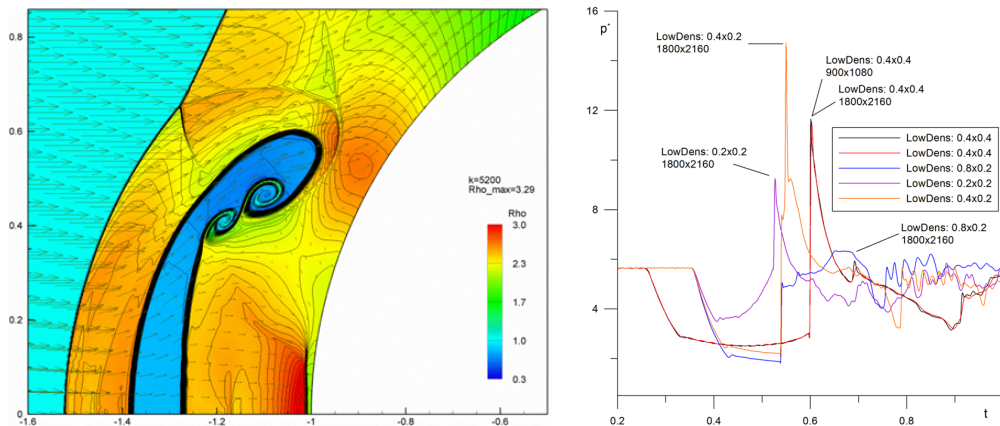 0.8
0.6
0.4
0.2
0
-1.6
-1.4
-1.2
-1
-0.8
-0.6
k=5200
Rho_max=3.29
Rho
3.0
2.3
1.7
1.0
0.3
16
p*
12
8
4
0.2
0.4
0.6
0.8
t
LowDens: 0.4x0.2
1800x2160
LowDens: 0.4x0.4
900x1080
LowDens: 0.4x0.4
1800x2160
LowDens: 0.2x0.2
1800x2160
LowDens: 0.4x0.4
LowDens: 0.4x0.4
LowDens: 0.8x0.2
LowDens: 0.2x0.2
LowDens: 0.4x0.2
LowDens: 0.8x0.2
1800x2160